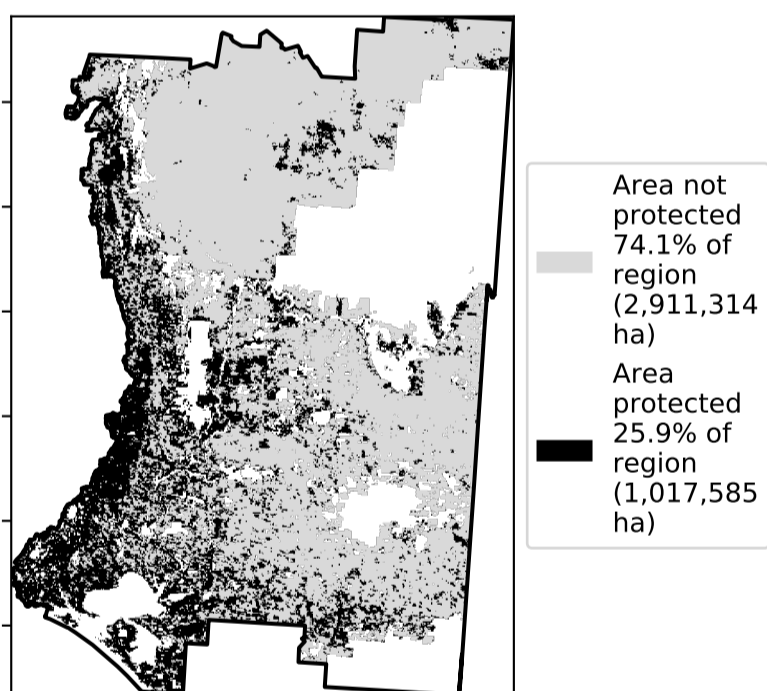 Area not
protected
74.1% of
region
(2,911,314
ha)
Area
protected
25.9% of
region
(1,017,585
ha)